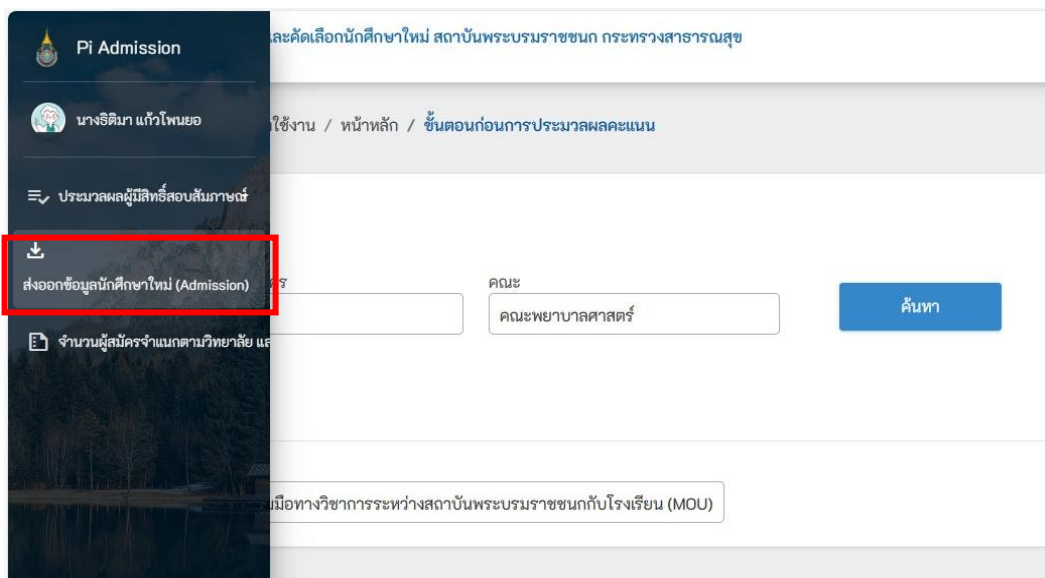 Pi Admission
และคัดเลือกนักศึกษาใหม่ สถาบันพระบรมราชชนก กระทรวงสาธารณสุข
นางธิติมา แก้วโพนยอ
ใช้งาน / หน้าหลัก / ขั้นตอนก่อนการประมวลผลคะแนน
ประมวลผลผู้มีสิทธิ์สอบสัมภาษณ์
ส่งออกข้อมูลนักศึกษาใหม่ (Admission)
คณะ
คณะพยาบาลศาสตร์
ค้นหา
จำนวนผู้สมัครจำแนกตามวิทยาลัย แล
มมือทางวิชาการระหว่างสถาบันพระบรมราชชนกกับโรงเรียน (MOU)